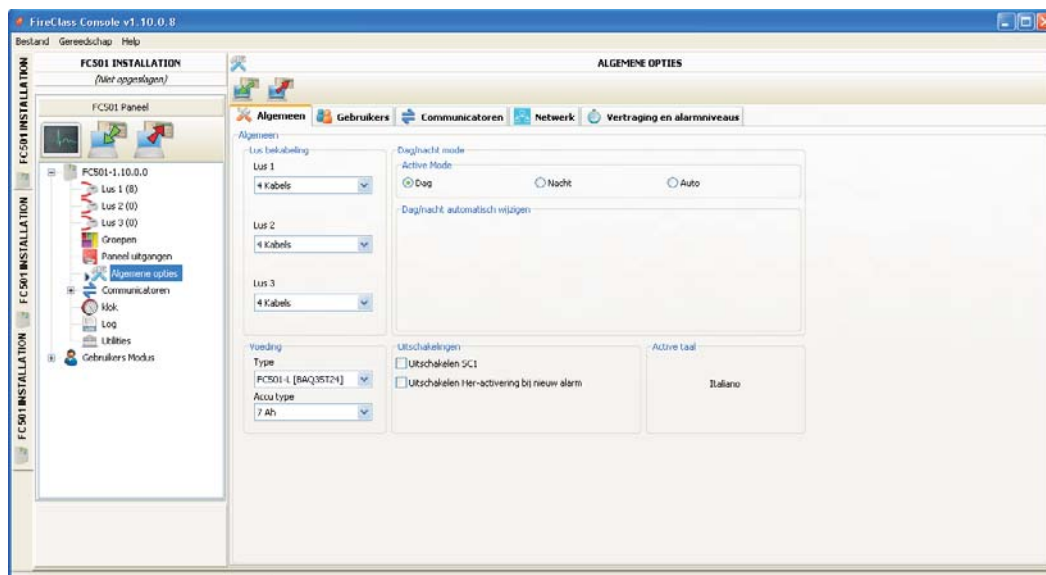 FireClass Console v1.10.0.8
Bestand Gereedschap Help
FC501 INSTALLATION
FC501 INSTALLATION
FC501 INSTALLATION
FC501 INSTALLATION
(Niet opgeslagen)
FC501 Paneel
FC501-1.10.0.0
Lus 1 (8)
Lus 2 (0)
Lus 3 (0)
Groepen
Paneel uitgangen
Algemene opties
Communicatoren
klok
Log
Utilities
Gebruikers Modus
ALGEMENE OPTIES
Algemeen Gebruikers Communicatoren Netwerk Vertraging en alarmniveaus
Algemeen
Lus bekabeling
Lus 1
4 Kabels
Lus 2
4 Kabels
Lus 3
4 Kabels
Dag/nacht mode
Active Mode
Dag Nacht Auto
Dag/nacht automatisch wijzigen
Voeding
Type
FC501-L [BAQ35T24]
Accu type
7 Ah
Uitschakelingen
Uitschakelen SC1
Uitschakelen Her-activering bij nieuw alarm
Active taal
Italiano